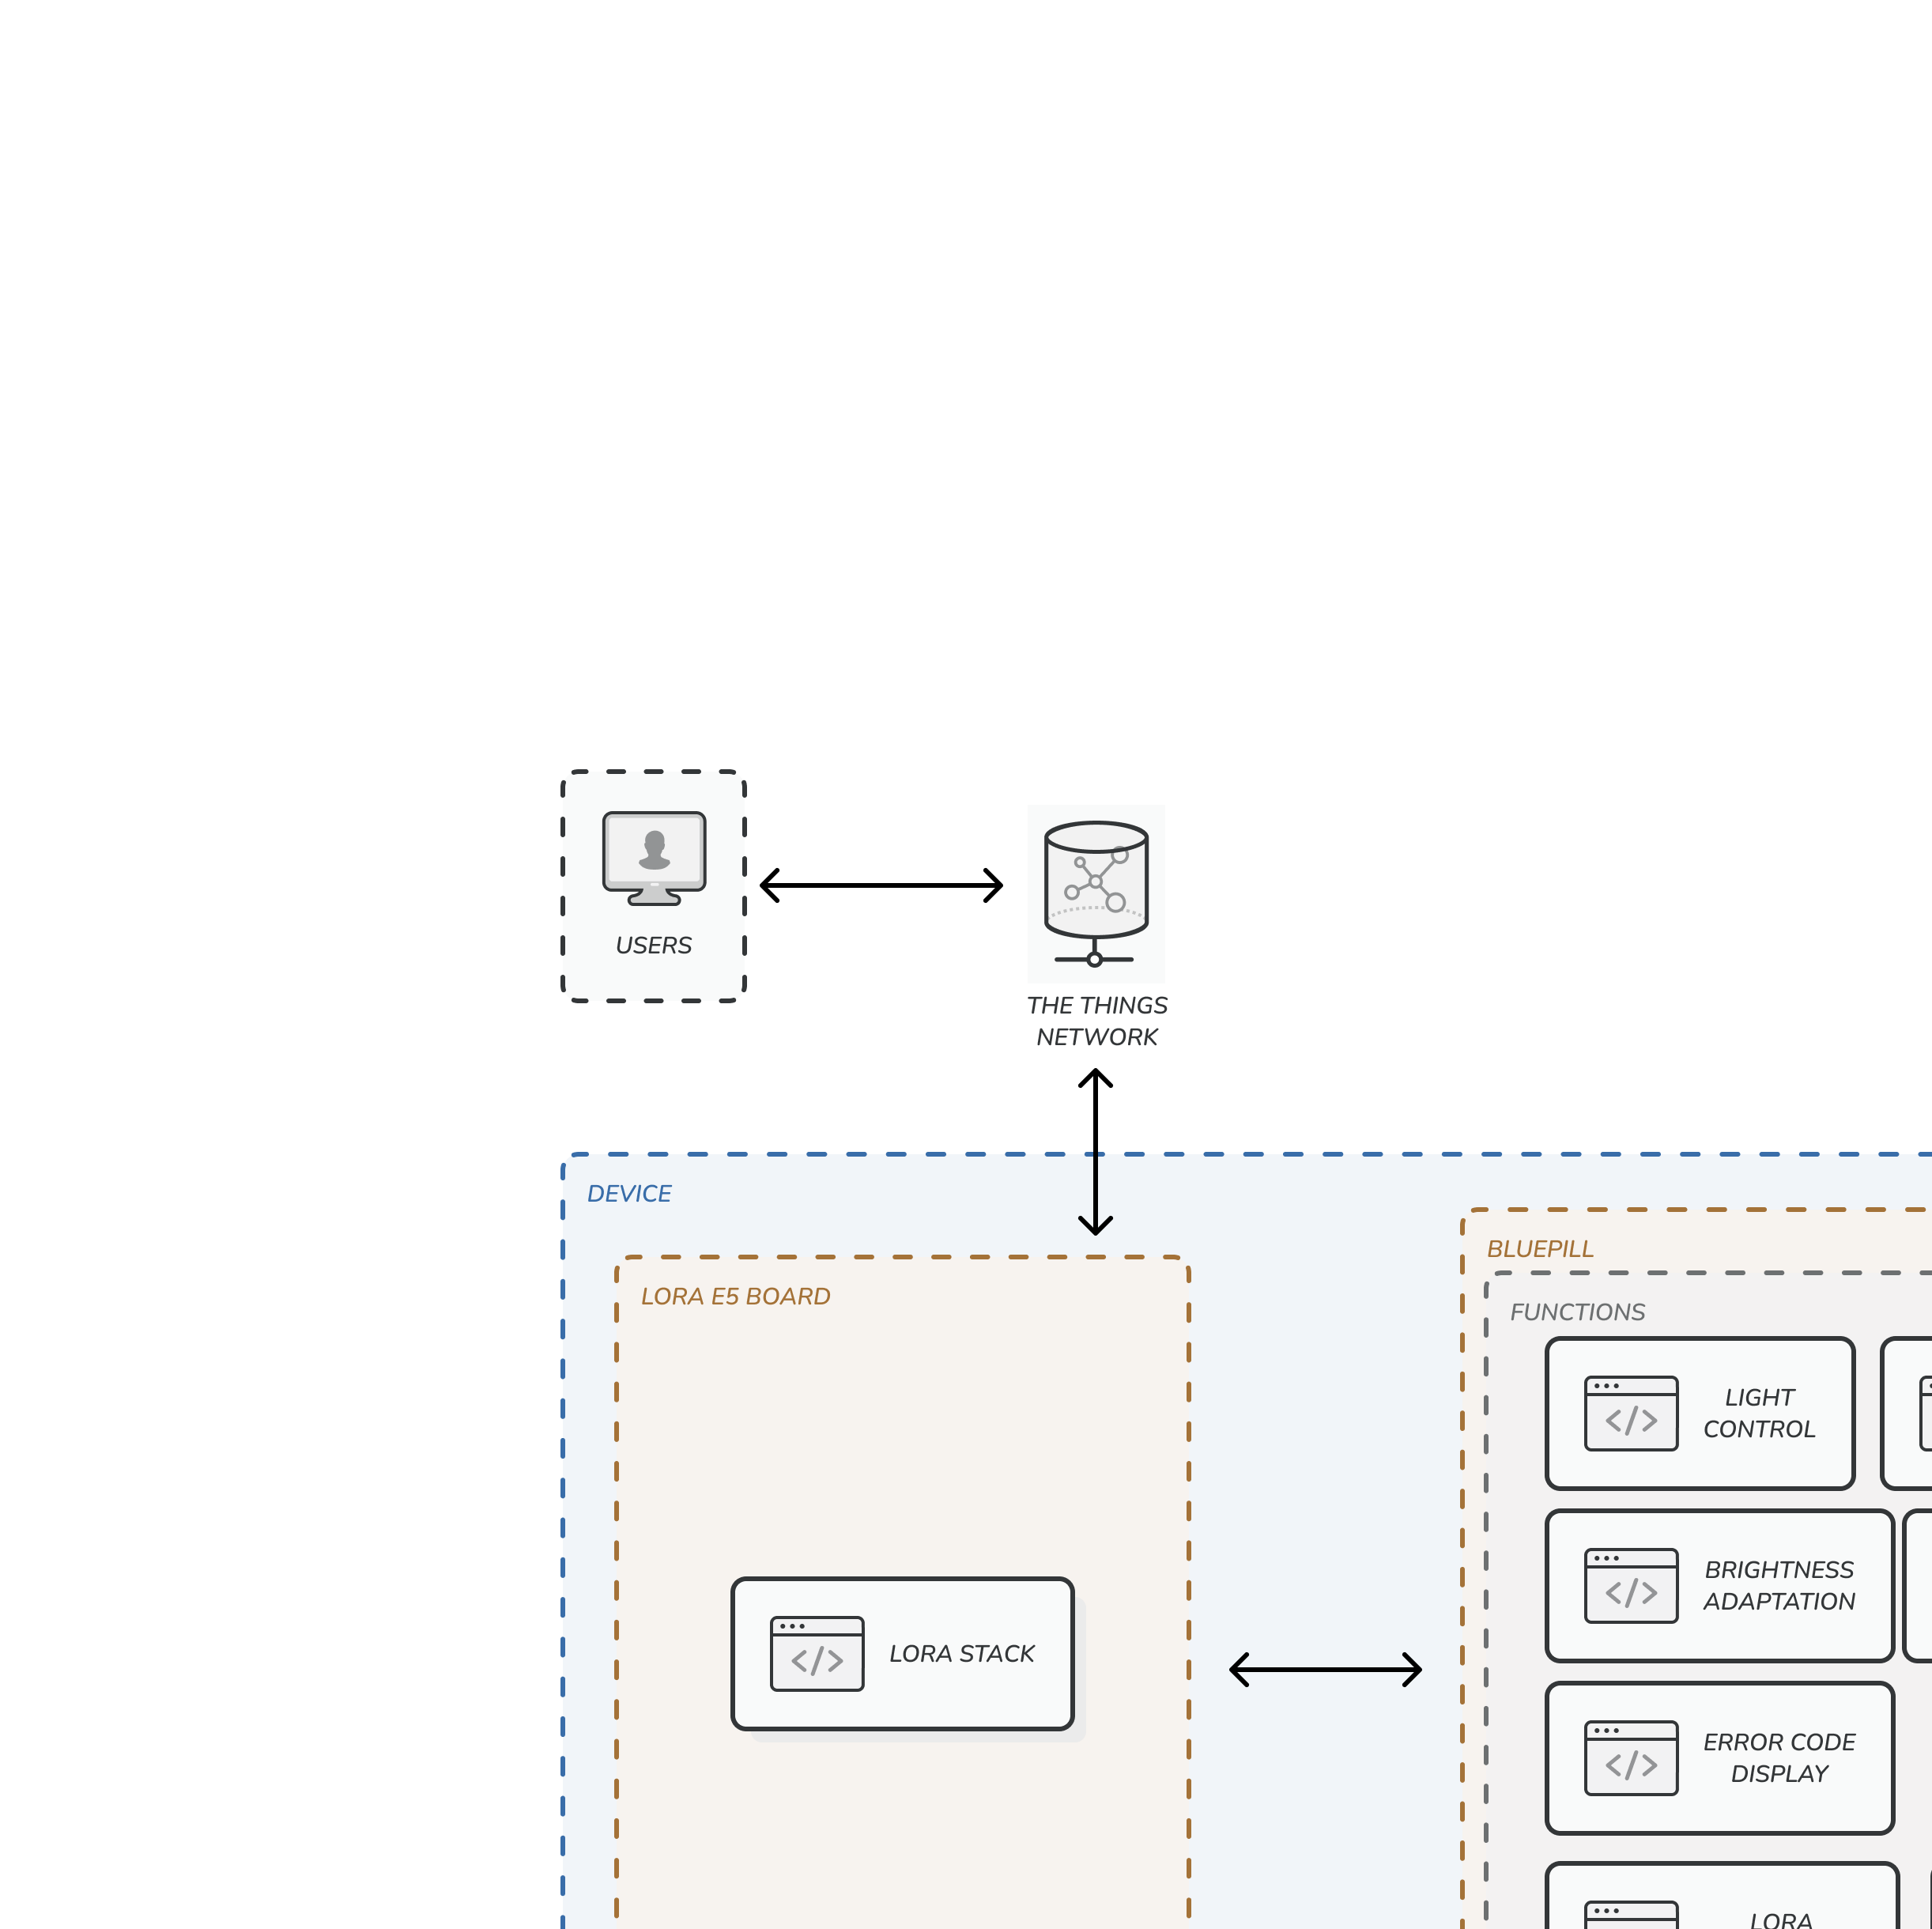 USERS
THE THINGS
NETWORK
DEVICE
LORA E5 BOARD
LORA STACK
BLUEPILL
FUNCTIONS
LIGHT
CONTROL
BRIGHTNESS
ADAPTATION
ERROR CODE
DISPLAY
LORA